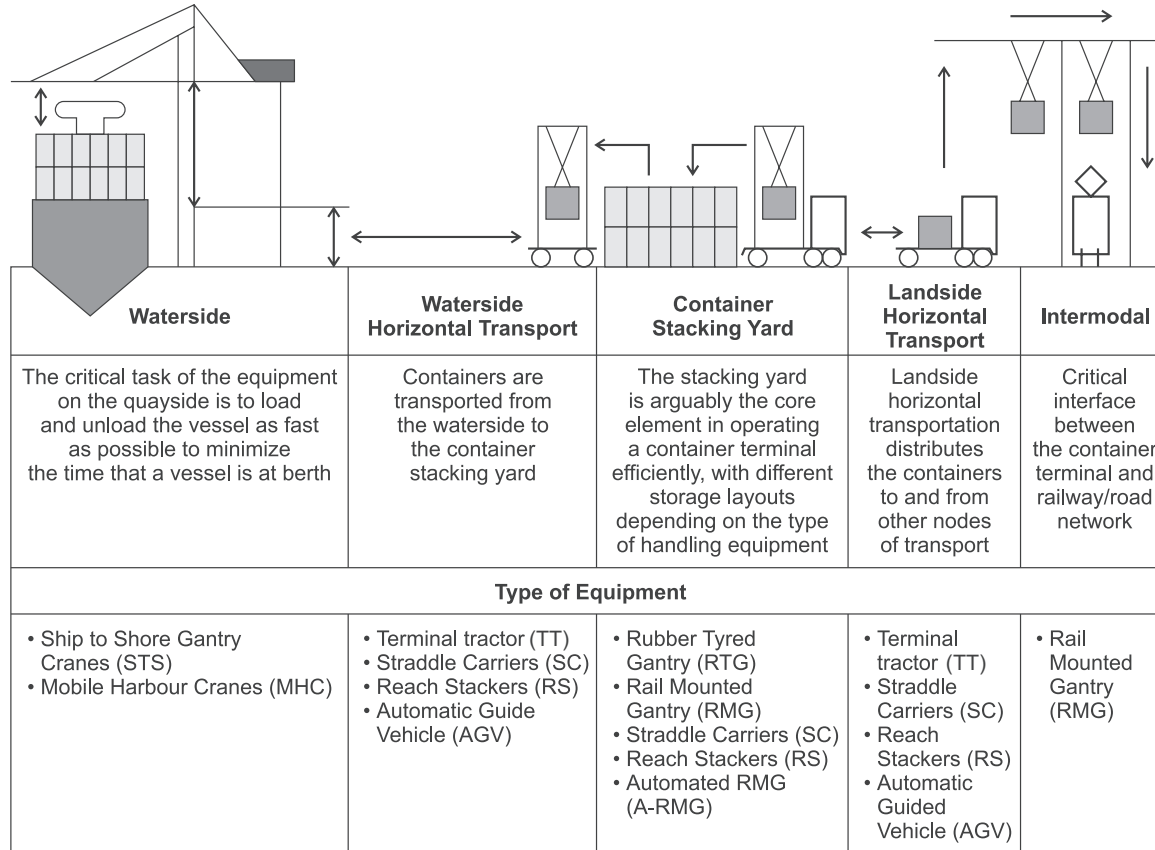 Waterside
Waterside
Horizontal Transport
Container
Stacking Yard
Landside
Horizontal
Transport
Intermodal
The critical task of the equipment
on the quayside is to load
and unload the vessel as fast
as possible to minimize
the time that a vessel is at berth
Containers are
transported from
the waterside to
the container
stacking yard
The stacking yard
is arguably the core
element in operating
a container terminal
efficiently, with different
storage layouts
depending on the type
of handling equipment
Landside
horizontal
transportation
distributes
the containers
to and from
other nodes
of transport
Critical
interface
between
the container
terminal and
railway/road
network
Type of Equipment
• Ship to Shore Gantry
Cranes (STS)
• Mobile Harbour Cranes (MHC)
• Terminal tractor (TT)
• Straddle Carriers (SC)
• Reach Stackers (RS)
• Automatic Guide
Vehicle (AGV)
• Rubber Tyred
Gantry (RTG)
• Rail Mounted
Gantry (RMG)
• Straddle Carriers (SC)
• Reach Stackers (RS)
• Automated RMG
(A-RMG)
• Terminal
tractor (TT)
• Straddle
Carriers (SC)
• Reach
Stackers (RS)
• Automatic
Guided
Vehicle (AGV)
• Rail
Mounted
Gantry
(RMG)